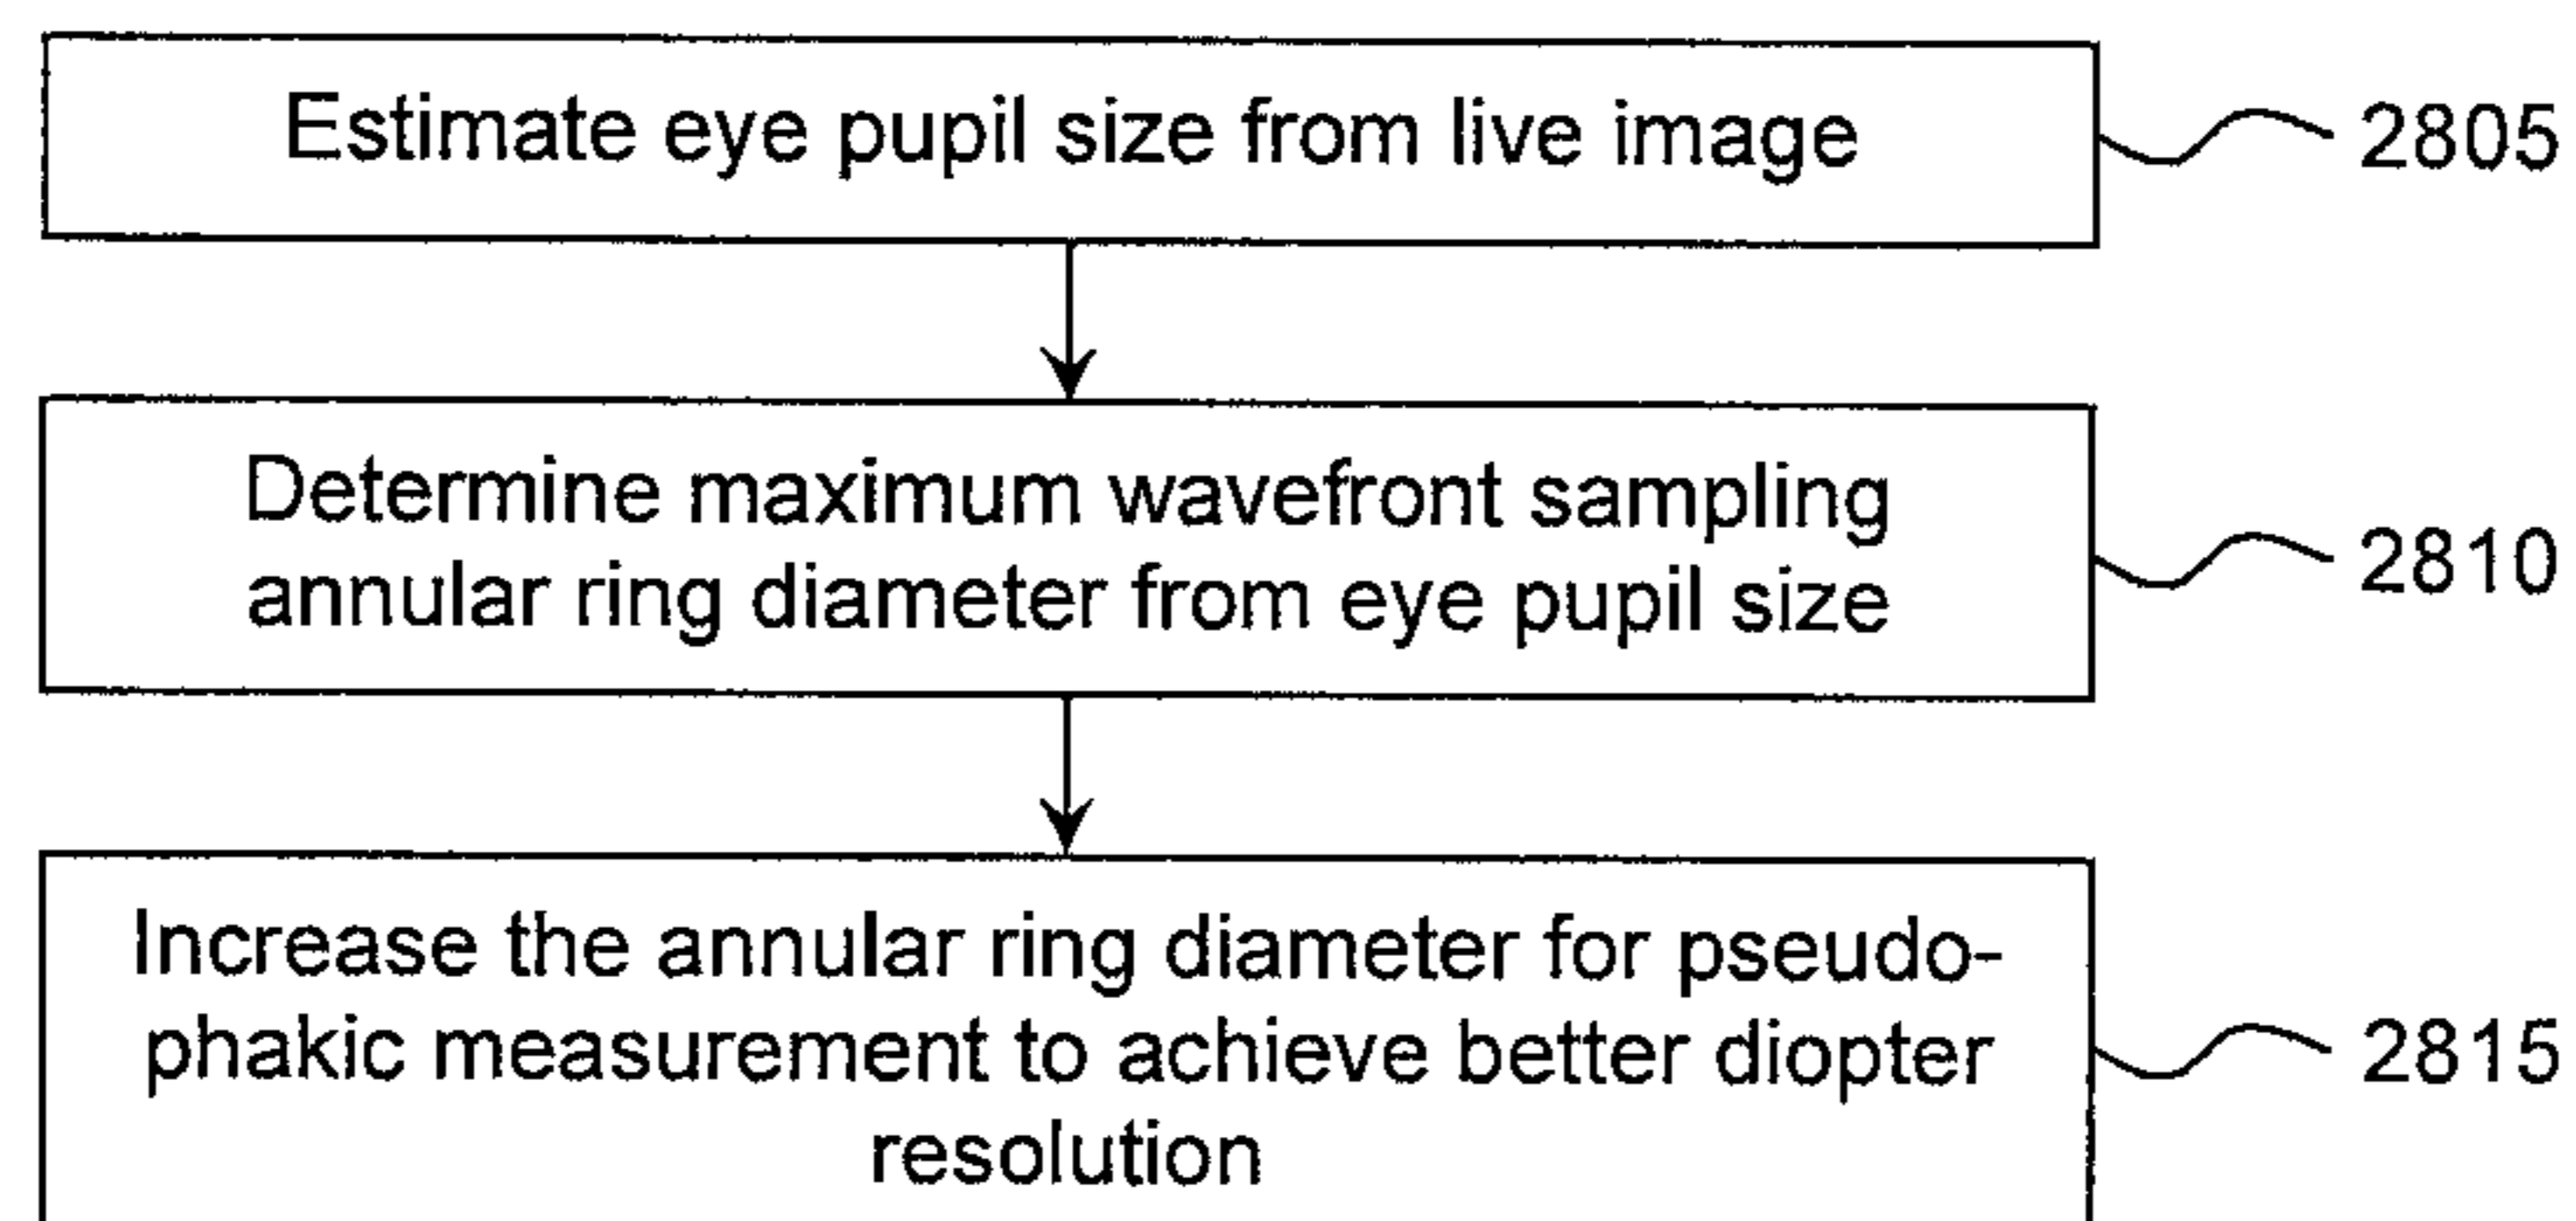 Estimate eye pupil size from live image
2805
Determine maximum wavefront sampling
annular ring diameter from eye pupil size
2810
Increase the annular ring diameter for pseudo-
phakic measurement to achieve better diopter
resolution
2815